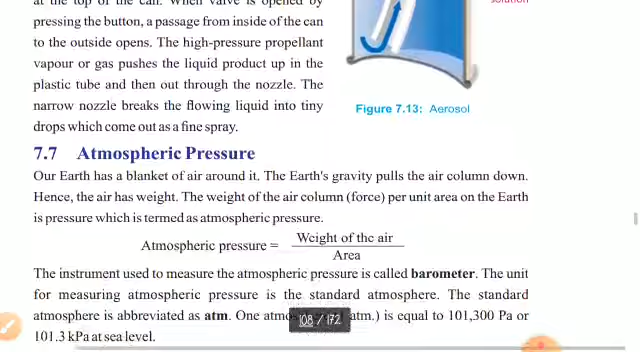 at the top of the can. When valve is opened by
pressing the button, a passage from inside of the can
to the outside opens. The high-pressure propellant
vapour or gas pushes the liquid product up in the
plastic tube and then out through the nozzle. The
narrow nozzle breaks the flowing liquid into tiny
drops which come out as a fine spray.
solution
Figure 7.13: Aerosol
7.7 Atmospheric Pressure
Our Earth has a blanket of air around it. The Earth's gravity pulls the air column down.
Hence, the air has weight. The weight of the air column (force) per unit area on the Earth
is pressure which is termed as atmospheric pressure.
Atmospheric pressure = Weight of the air
Area
The instrument used to measure the atmospheric pressure is called barometer. The unit
for measuring atmospheric pressure is the standard atmosphere. The standard
atmosphere is abbreviated as atm. One atm.) is equal to 101,300 Pa or
108 / 172
101.3 kPa at sea level.